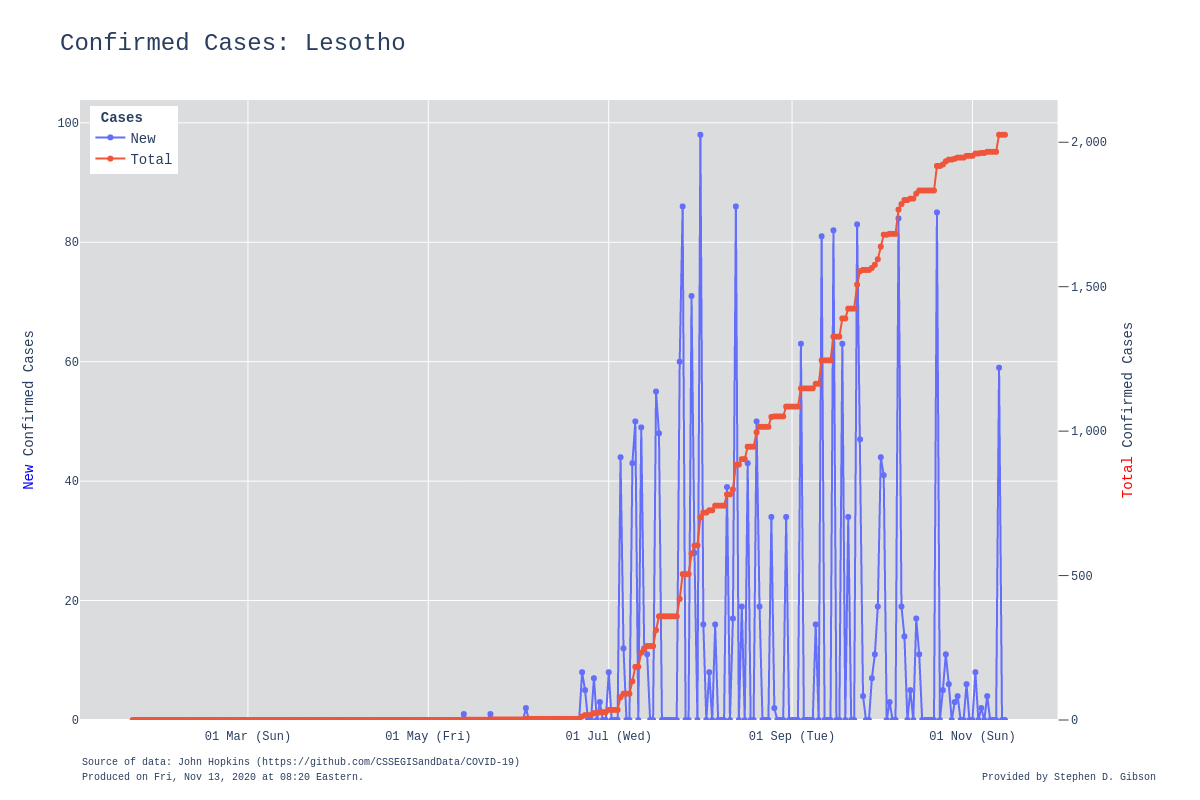 Confirmed Cases: Lesotho
Cases
New
Total
100
80
60
40
20
0
2,000
1,500
1,000
500
0
New Confirmed Cases
Total Confirmed Cases
01 Mar (Sun)
01 May (Fri)
01 Jul (Wed)
01 Sep (Tue)
01 Nov (Sun)
Source of data: John Hopkins (https://github.com/CSSEGISandData/COVID-19)
Produced on Fri, Nov 13, 2020 at 08:20 Eastern.
Provided by Stephen D. Gibson